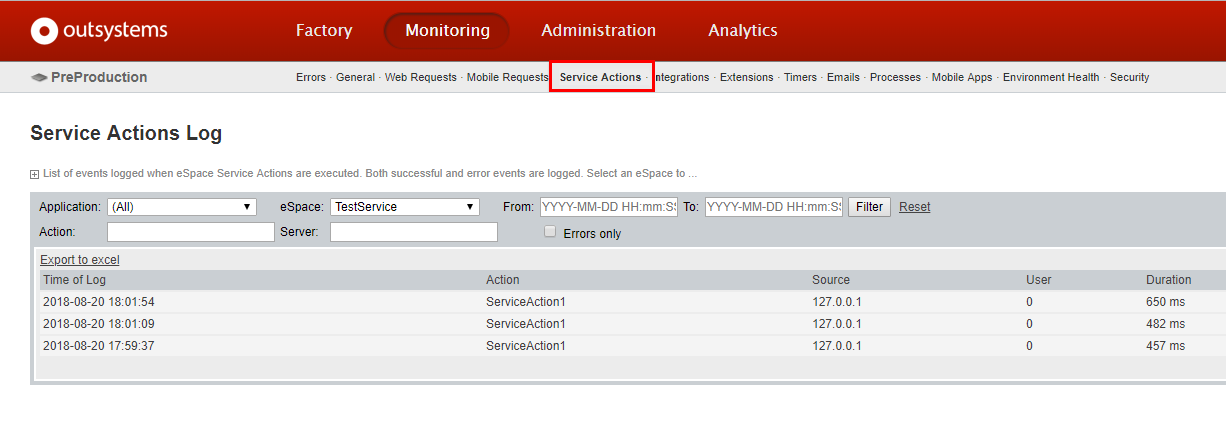 outsystems Factory Monitoring Administration Analytics
PreProduction Errors · General · Web Requests · Mobile Requests Service Actions · Integrations · Extensions · Timers · Emails · Processes · Mobile Apps · Environment Health · Security
Service Actions Log
List of events logged when eSpace Service Actions are executed. Both successful and error events are logged. Select an eSpace to ...
Application: (All) eSpace: TestService From: YYYY-MM-DD HH:mm:SS To: YYYY-MM-DD HH:mm:SS Filter Reset
Action: Server: Errors only
Export to excel
Time of Log Action Source User Duration
2018-08-20 18:01:54 ServiceAction1 127.0.0.1 0 650 ms
2018-08-20 18:01:09 ServiceAction1 127.0.0.1 0 482 ms
2018-08-20 17:59:37 ServiceAction1 127.0.0.1 0 457 ms